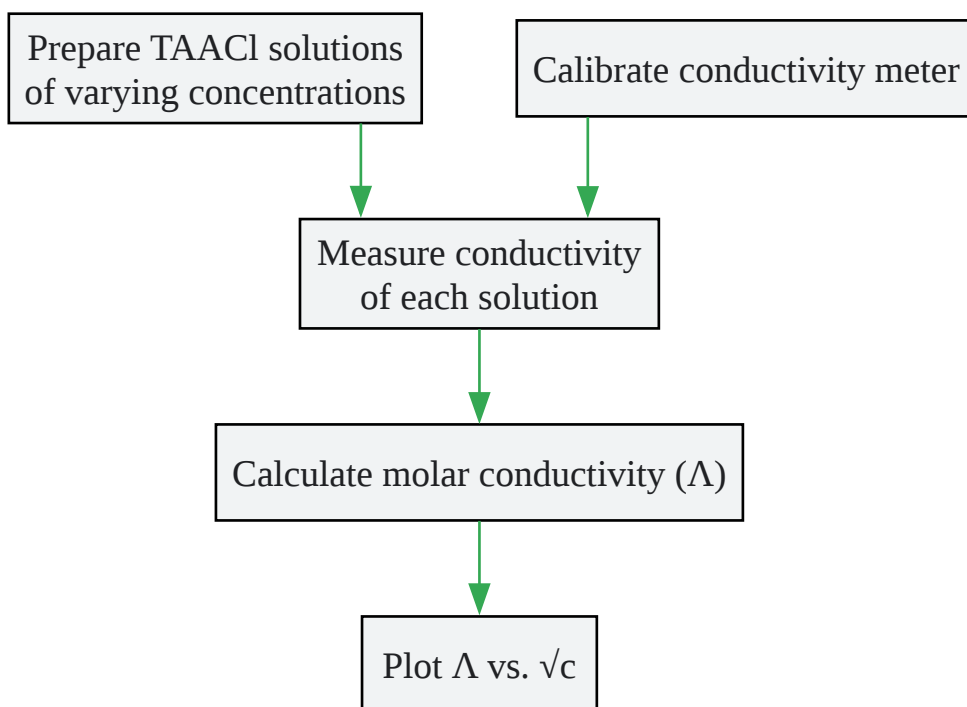 Prepare TAACl solutions
of varying concentrations
Calibrate conductivity meter
Measure conductivity
of each solution
Calculate molar conductivity (Λ)
Plot Λ vs. √c